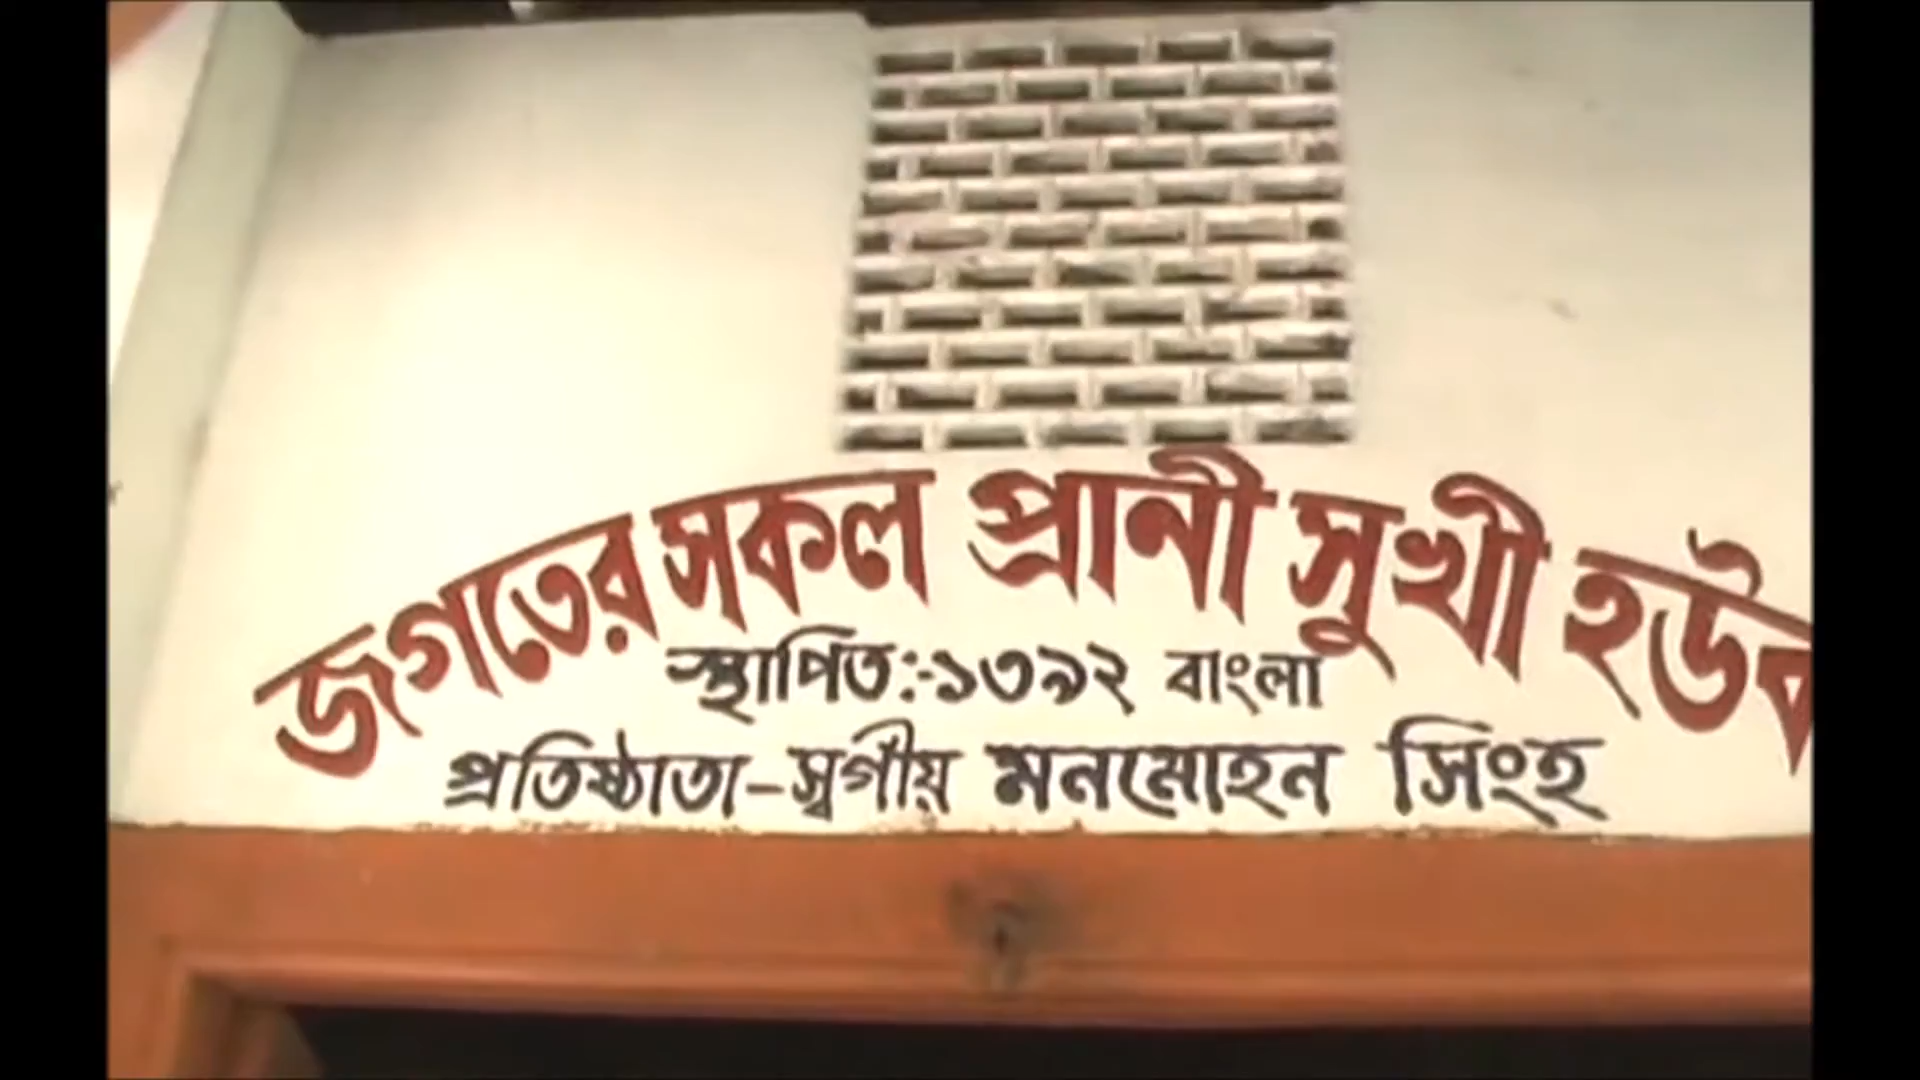 জগতের সকল প্রানী সুখী হউক
স্থাপিত:-১৩৯২ বাংলা
প্রতিষ্ঠাতা-স্বর্গীয় মনমোহন সিংহ